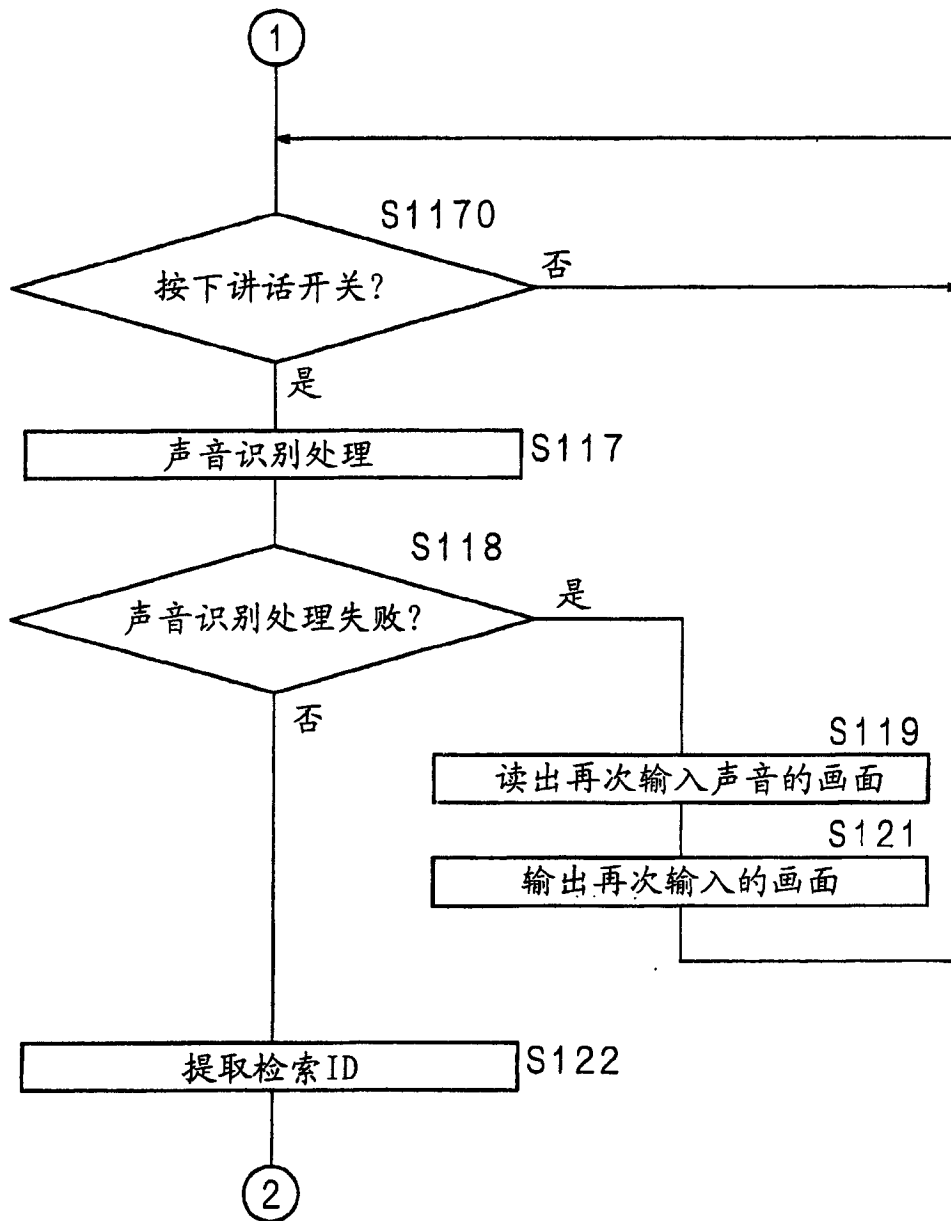 1
S1170
按下讲话开关?
否
是
声音识别处理
S117
S118
声音识别处理失败?
是
否
S119
读出再次输入声音的画面
S121
输出再次输入的画面
提取检索ID
S122
2